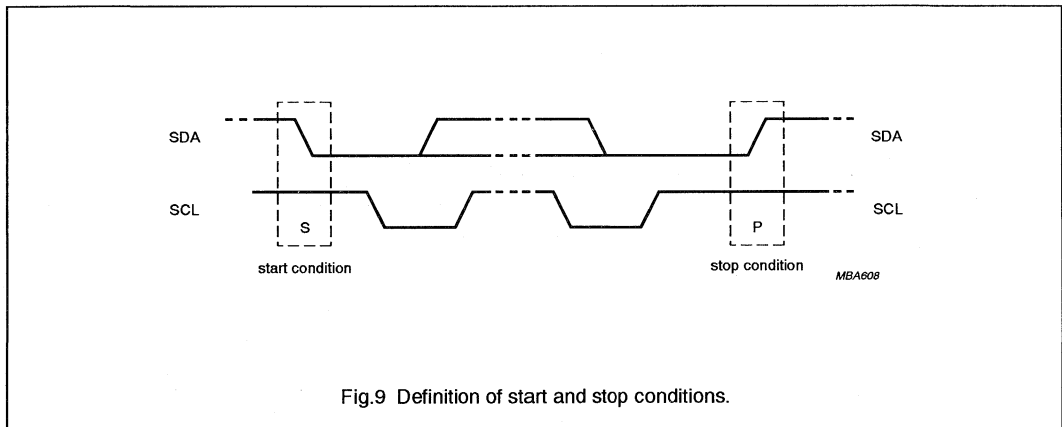 SDA
SDA
SCL
SCL
S
P
start condition
stop condition
MBA608
Fig.9 Definition of start and stop conditions.